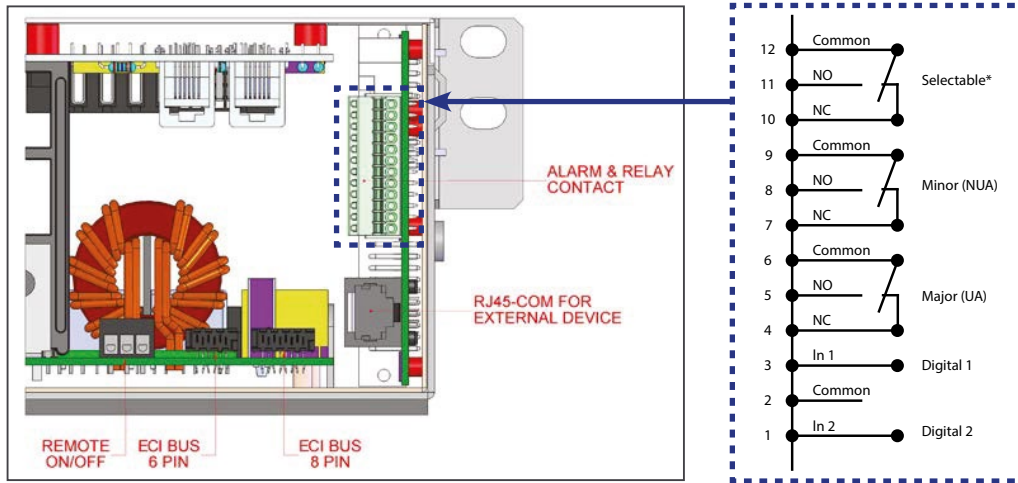 ALARM & RELAY
CONTACT
RJ45-COM FOR
EXTERNAL DEVICE
REMOTE
ON/OFF
ECI BUS
6 PIN
ECI BUS
8 PIN
12 Common
11 NO Selectable*
10 NC
9 Common
8 NO Minor (NUA)
7 NC
6 Common
5 NO Major (UA)
4 NC
3 In 1 Digital 1
2 Common
1 In 2 Digital 2